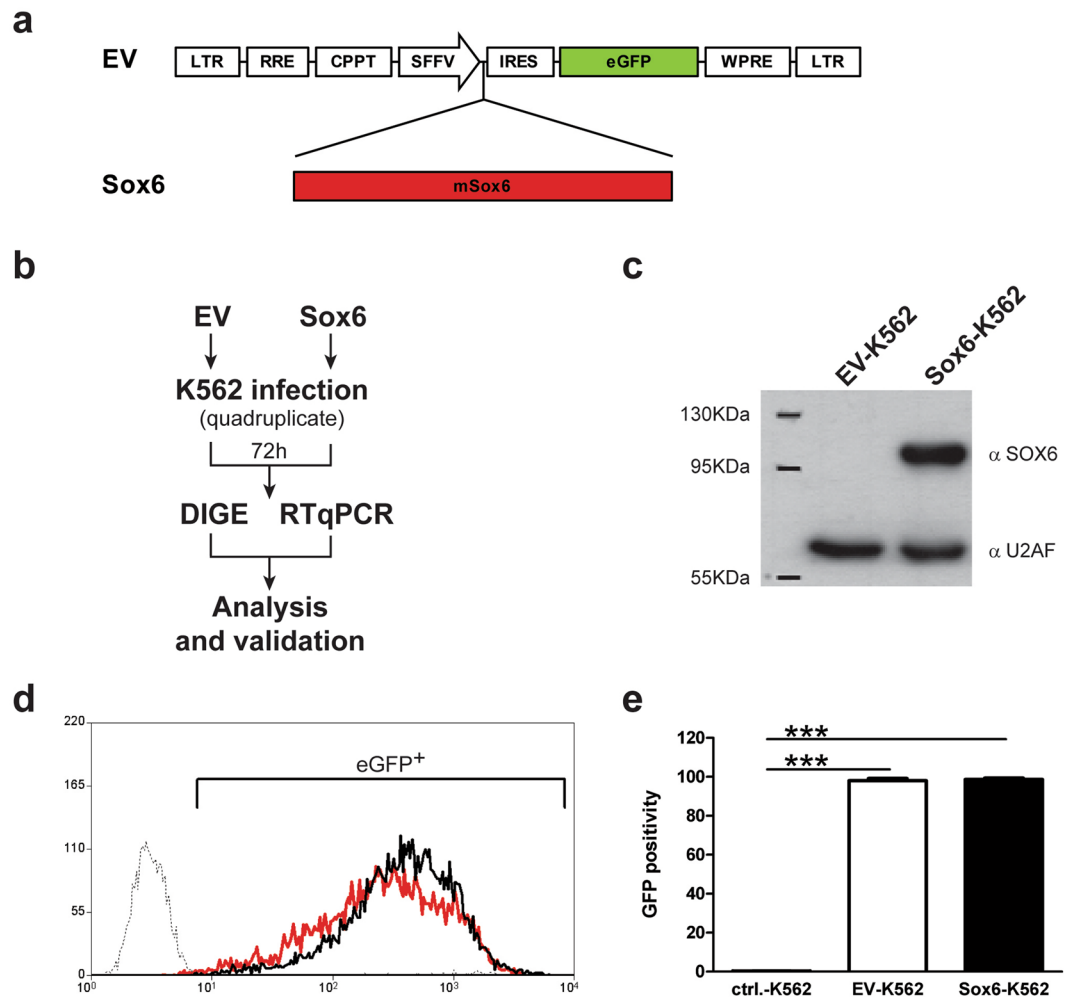 a
EV
LTR RRE CPPT SFFV IRES eGFP WPRE LTR
Sox6
mSox6
b
EV Sox6
K562 infection
(quadruplicate)
72h
DIGE RTqPCR
Analysis
and validation
c
EV-K562
Sox6-K562
130KDa
95KDa
55KDa
α SOX6
α U2AF
d
220
165
110
55
0
eGFP+
10^0 10^1 10^2 10^3 10^4
e
GFP positivity
120
100
80
60
40
20
0
***
***
ctrl.-K562 EV-K562 Sox6-K562